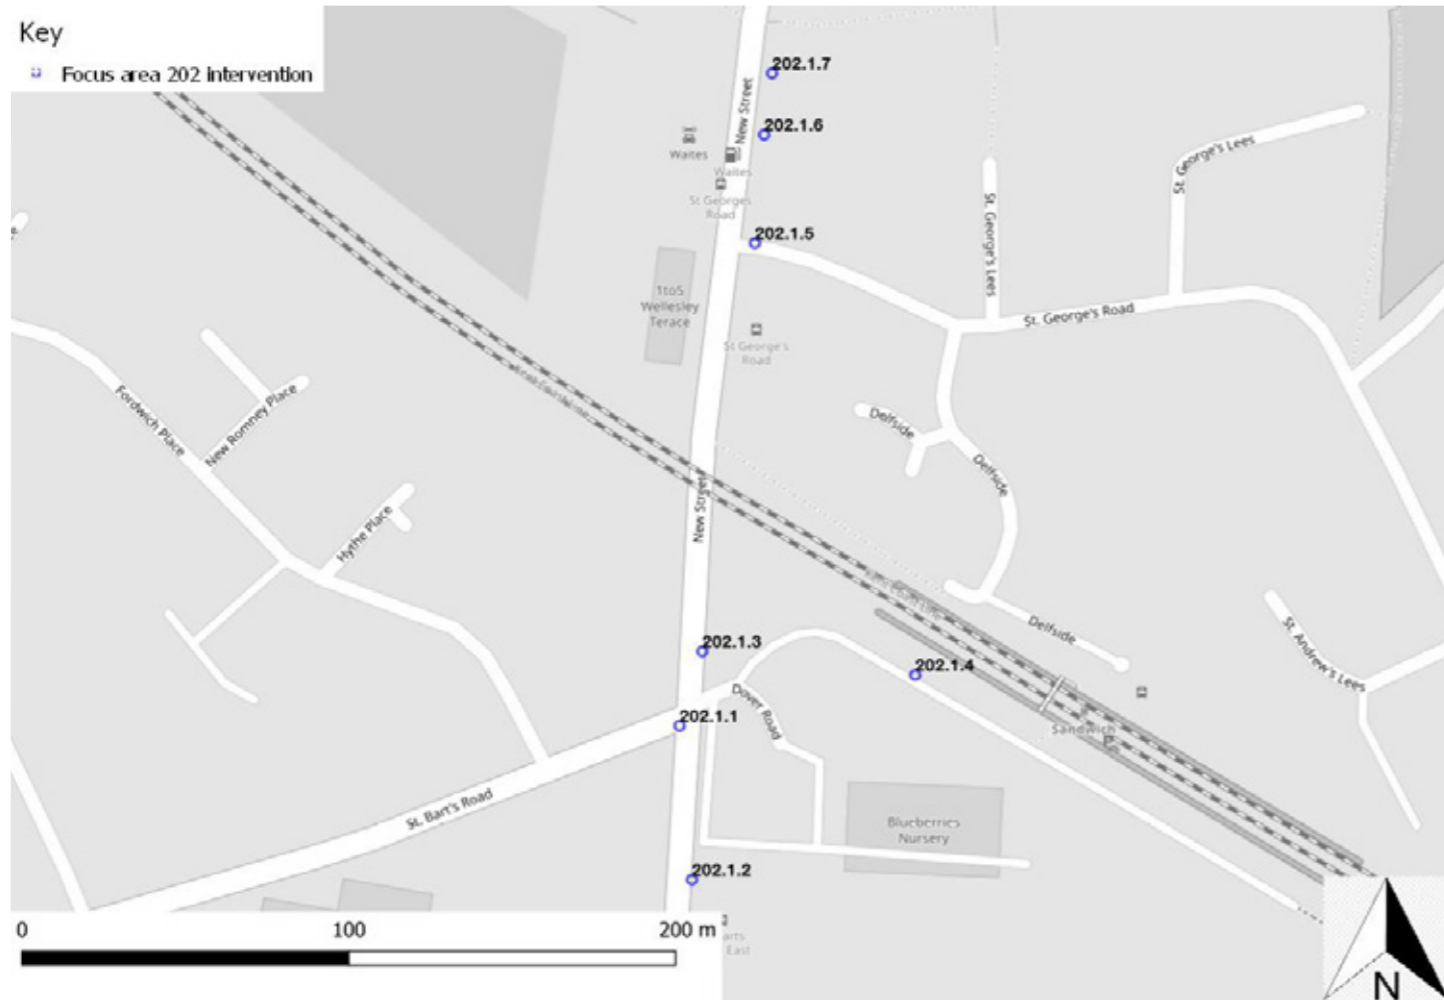 Key
Focus area 202 intervention
202.1.7
New Street
202.1.6
Waites
Waites
St Georges
Road
202.1.5
St. George's Lees
St. George's Lees
1to5
Wellesley
Terace
St George's
Road
St. George's Road
Fordwich Place
New Romney Place
Delfside
Delfside
New Street
Hythe Place
Delfside
St. Andrew's Lees
202.1.3
202.1.4
Dover Road
202.1.1
Sandwich
St. Bart's Road
Blueberries
Nursery
202.1.2
0 100 200 m
East
N